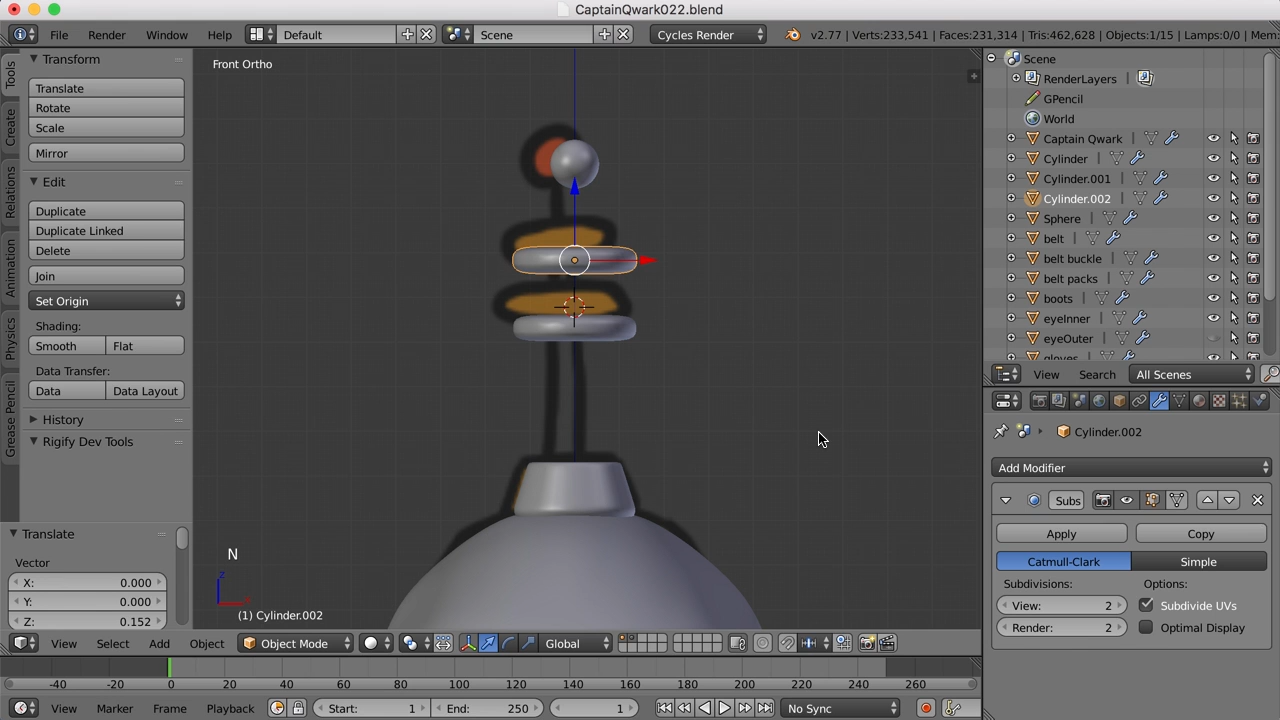 CaptainQwark022.blend
File Render Window Help Default Scene Cycles Render v2.77 | Verts:233,541 | Faces:231,314 | Tris:462,628 | Objects:1/15 | Lamps:0/0 | Mem:
Tools
Create
Relations
Animation
Physics
Grease Pencil
Transform
Translate
Rotate
Scale
Mirror
Edit
Duplicate
Duplicate Linked
Delete
Join
Set Origin
Shading:
Smooth Flat
Data Transfer:
Data Data Layout
History
Rigify Dev Tools
Translate
Vector
X: 0.000
Y: 0.000
Z: 0.152
Front Ortho
N
z
(1) Cylinder.002
View Select Add Object Object Mode Global
-40 -20 0 20 40 60 80 100 120 140 160 180 200 220 240 260
View Marker Frame Playback Start: 1 End: 250 1 No Sync
Scene
RenderLayers |
GPencil
World
Captain Qwark |
Cylinder |
Cylinder.001 |
Cylinder.002 |
Sphere |
belt |
belt buckle |
belt packs |
boots |
eyeInner |
eyeOuter |
gloves |
View Search All Scenes
Cylinder.002
Add Modifier
Subs
Apply Copy
Catmull-Clark Simple
Subdivisions: Options:
View: 2 Subdivide UVs
Render: 2 Optimal Display